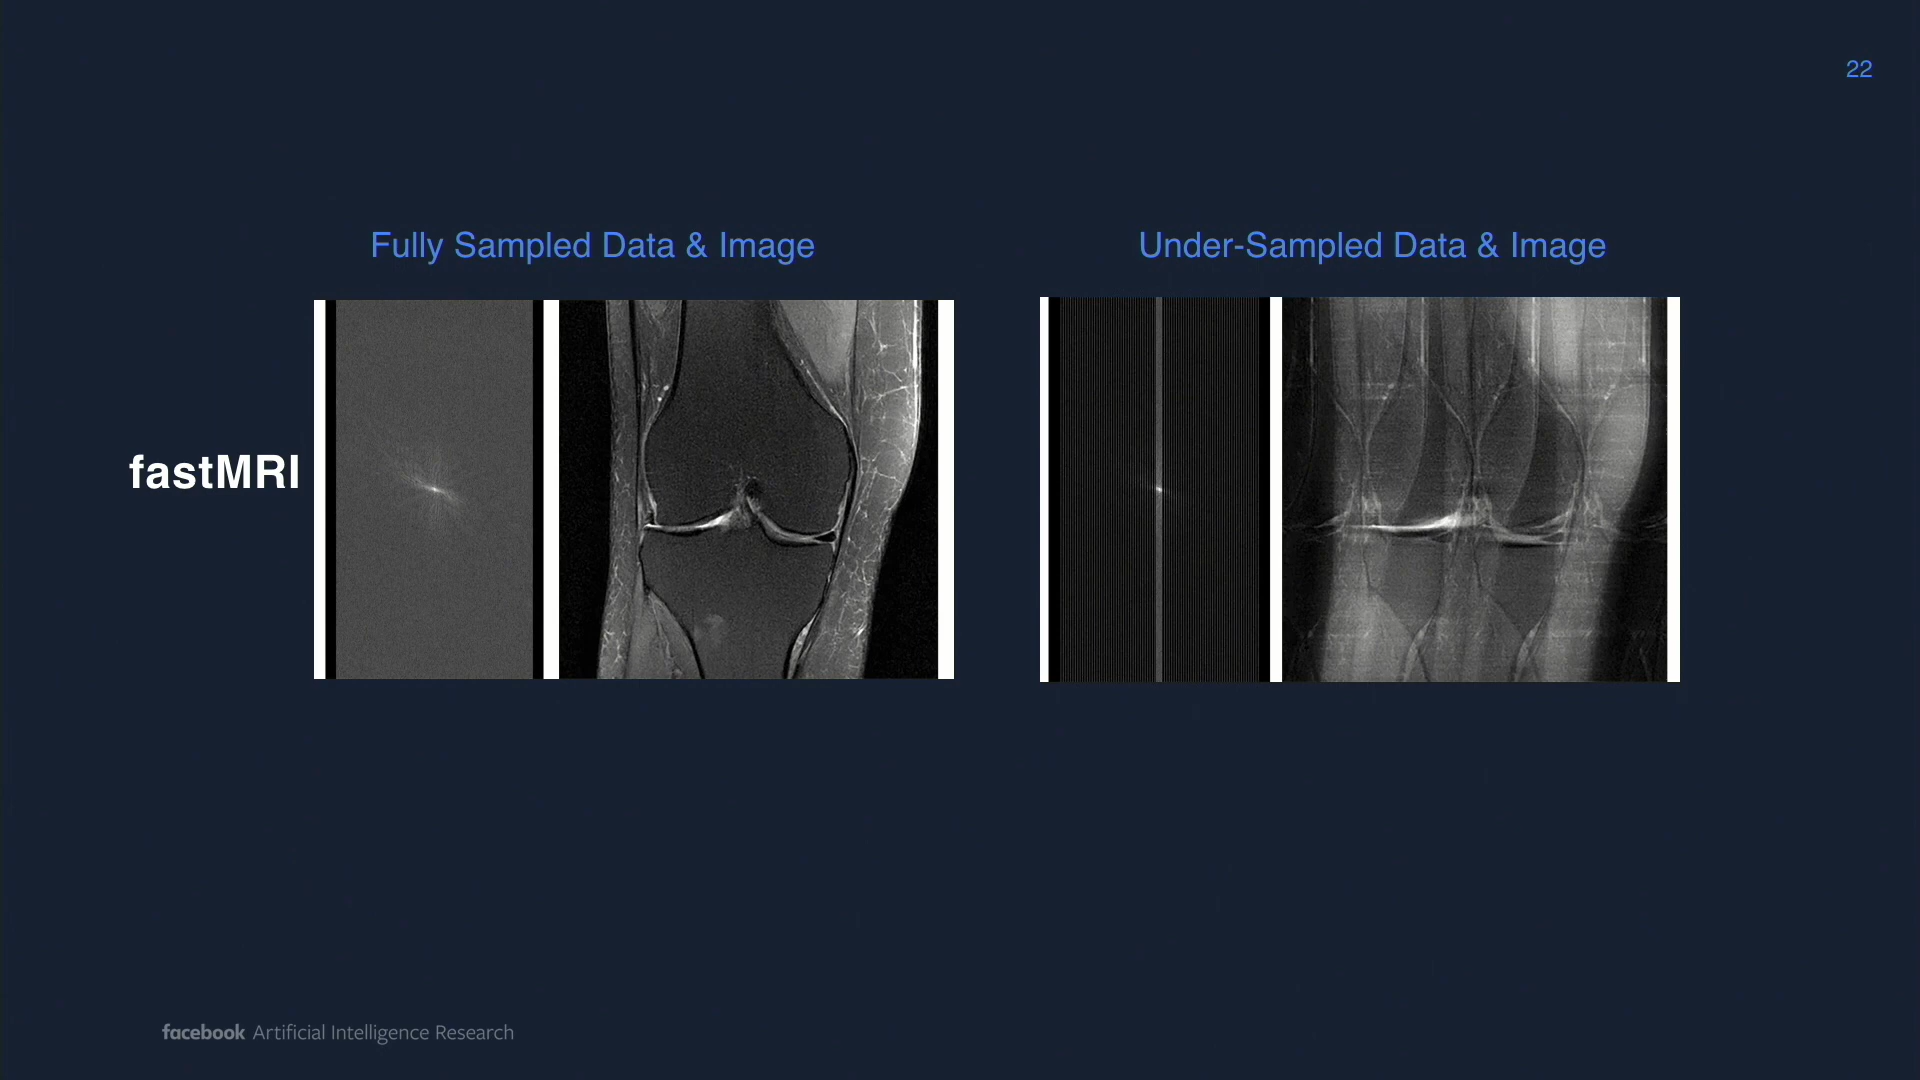 22
Fully Sampled Data & Image
Under-Sampled Data & Image
fastMRI
facebook Artificial Intelligence Research